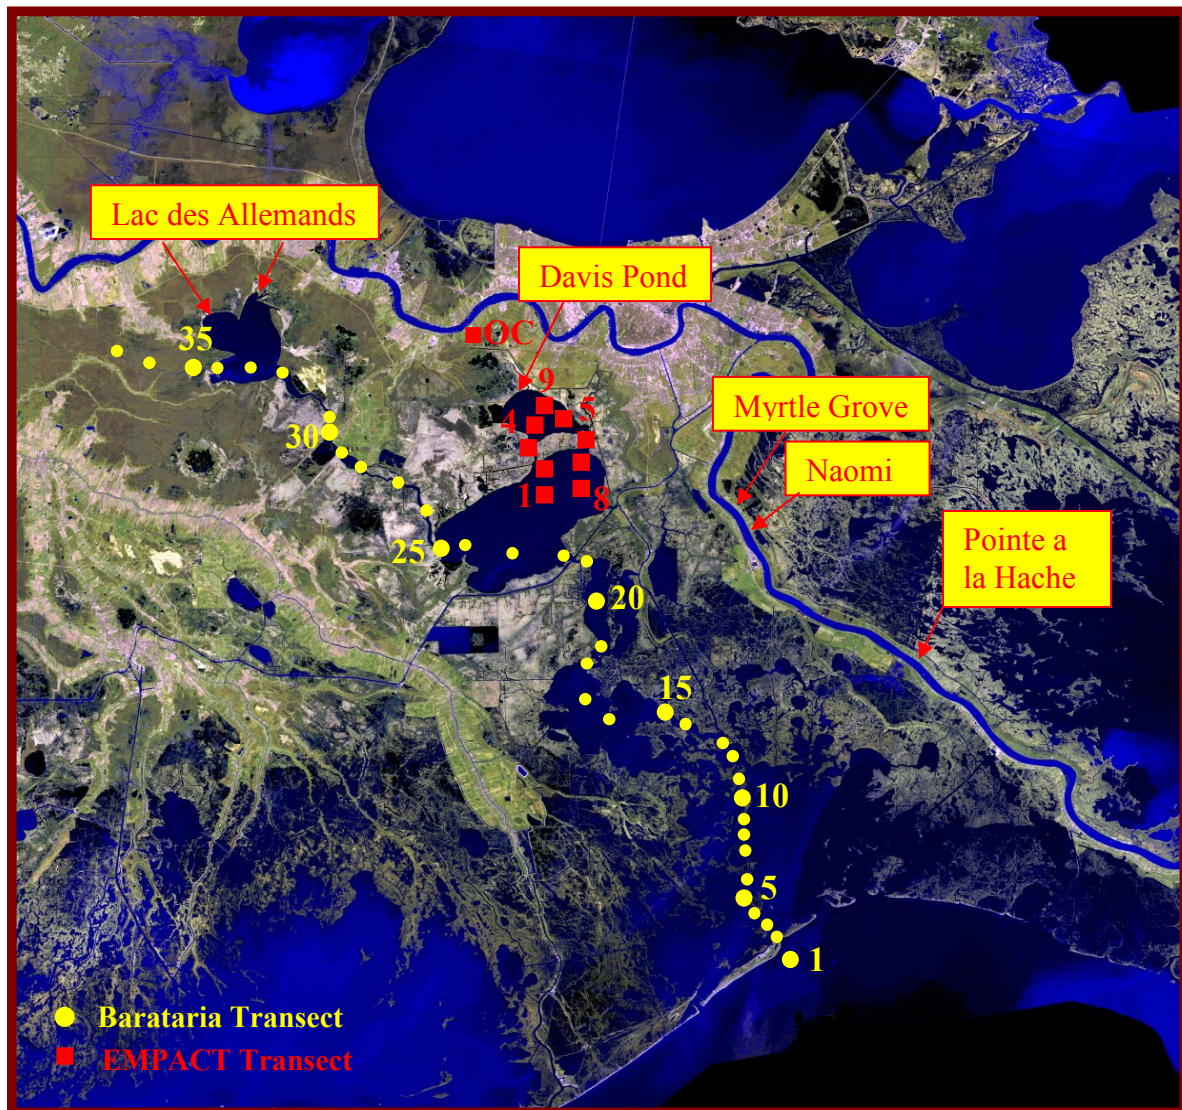 Lac des Allemands
Davis Pond
35
OC
9
Myrtle Grove
4
5
30
Naomi
1
8
Pointe a
la Hache
25
20
15
10
5
1
Barataria Transect
EMPACT Transect